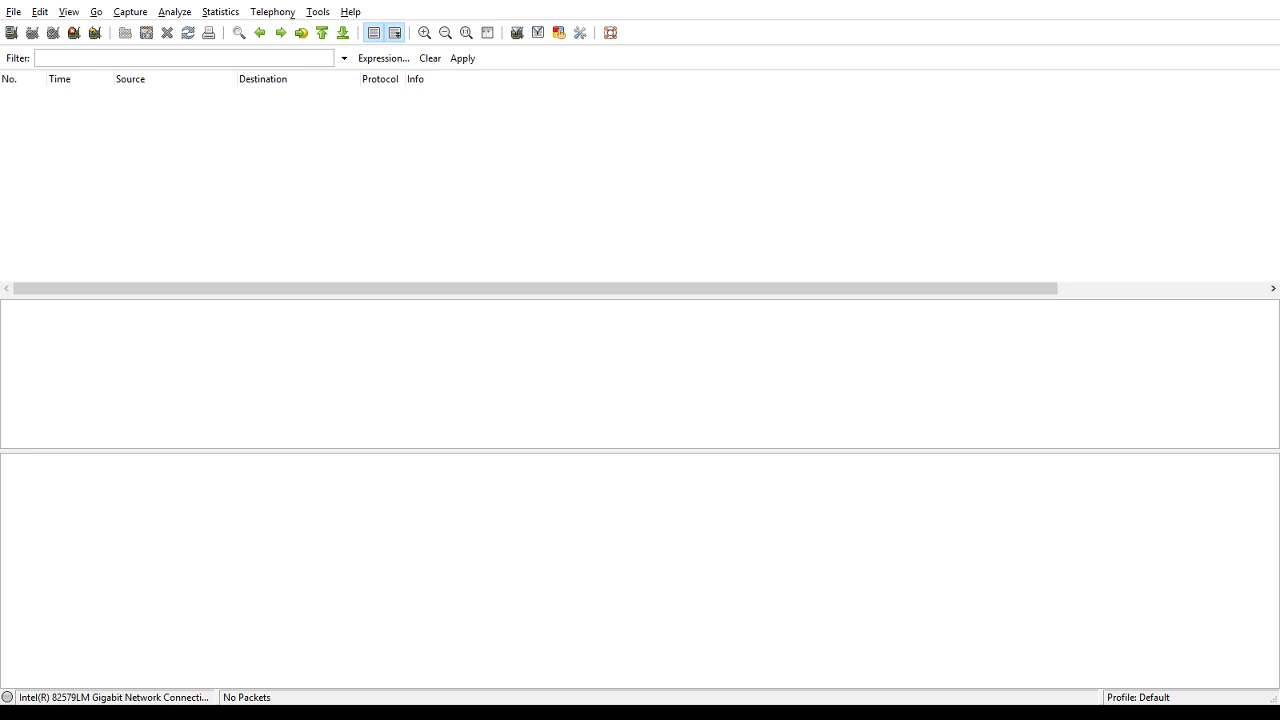 File Edit View Go Capture Analyze Statistics Telephony Tools Help
Filter: Expression... Clear Apply
No. Time Source Destination Protocol Info
Intel(R) 82579LM Gigabit Network Connecti... No Packets Profile: Default